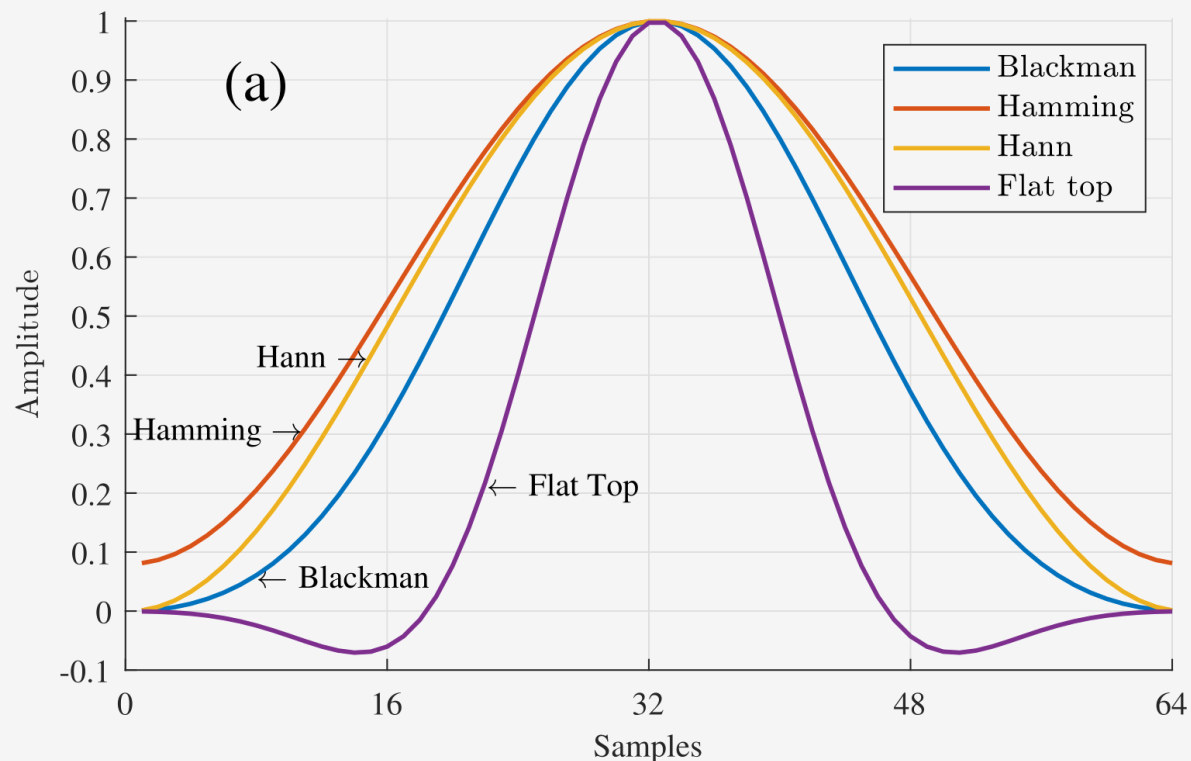 (a)
Blackman
Hamming
Hann
Flat top
1
0.9
0.8
0.7
0.6
0.5
0.4
0.3
0.2
0.1
0
-0.1
Amplitude
Hann →
Hamming →
← Flat Top
← Blackman
0 16 32 48 64
Samples